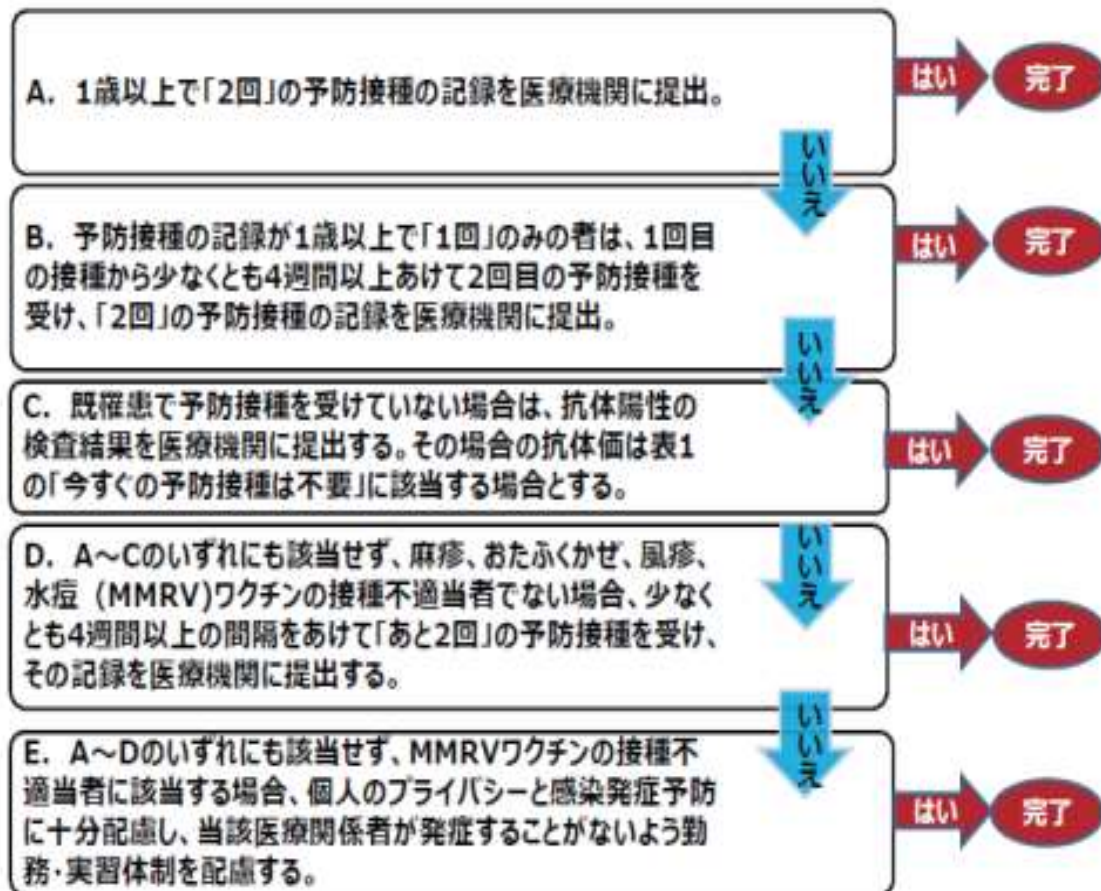 A. 1歳以上で「2回」の予防接種の記録を医療機関に提出。
はい
完了
いいえ
B. 予防接種の記録が1歳以上で「1回」のみの者は、1回目
の接種から少なくとも4週間以上あけて2回目の予防接種を
受け、「2回」の予防接種の記録を医療機関に提出。
はい
完了
いいえ
C. 既罹患で予防接種を受けていない場合は、抗体陽性の
検査結果を医療機関に提出する。その場合の抗体価は表1
の「今すぐの予防接種は不要」に該当する場合とする。
はい
完了
いいえ
D. A~Cのいずれにも該当せず、麻疹、おたふくかぜ、風疹、
水痘 (MMRV)ワクチンの接種不適当者でない場合、少なく
とも4週間以上の間隔をあけて「あと2回」の予防接種を受け、
その記録を医療機関に提出する。
はい
完了
いいえ
E. A~Dのいずれにも該当せず、MMRVワクチンの接種不
適当者に該当する場合、個人のプライバシーと感染発症予防
に十分配慮し、当該医療関係者が発症することがないよう勤
務・実習体制を配慮する。
はい
完了